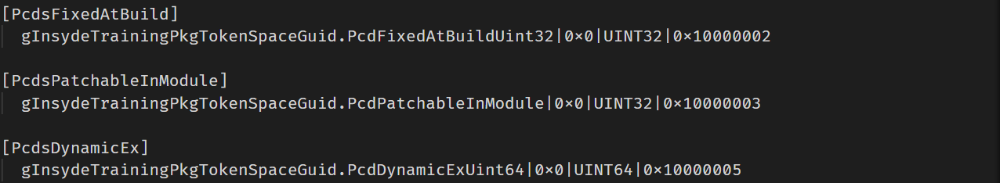 [PcdsFixedAtBuild]
gInsydeTrainingPkgTokenSpaceGuid.PcdFixedAtBuildUint32|0x0|UINT32|0x10000002
[PcdsPatchableInModule]
gInsydeTrainingPkgTokenSpaceGuid.PcdPatchableInModule|0x0|UINT32|0x10000003
[PcdsDynamicEx]
gInsydeTrainingPkgTokenSpaceGuid.PcdDynamicExUint64|0x0|UINT64|0x10000005